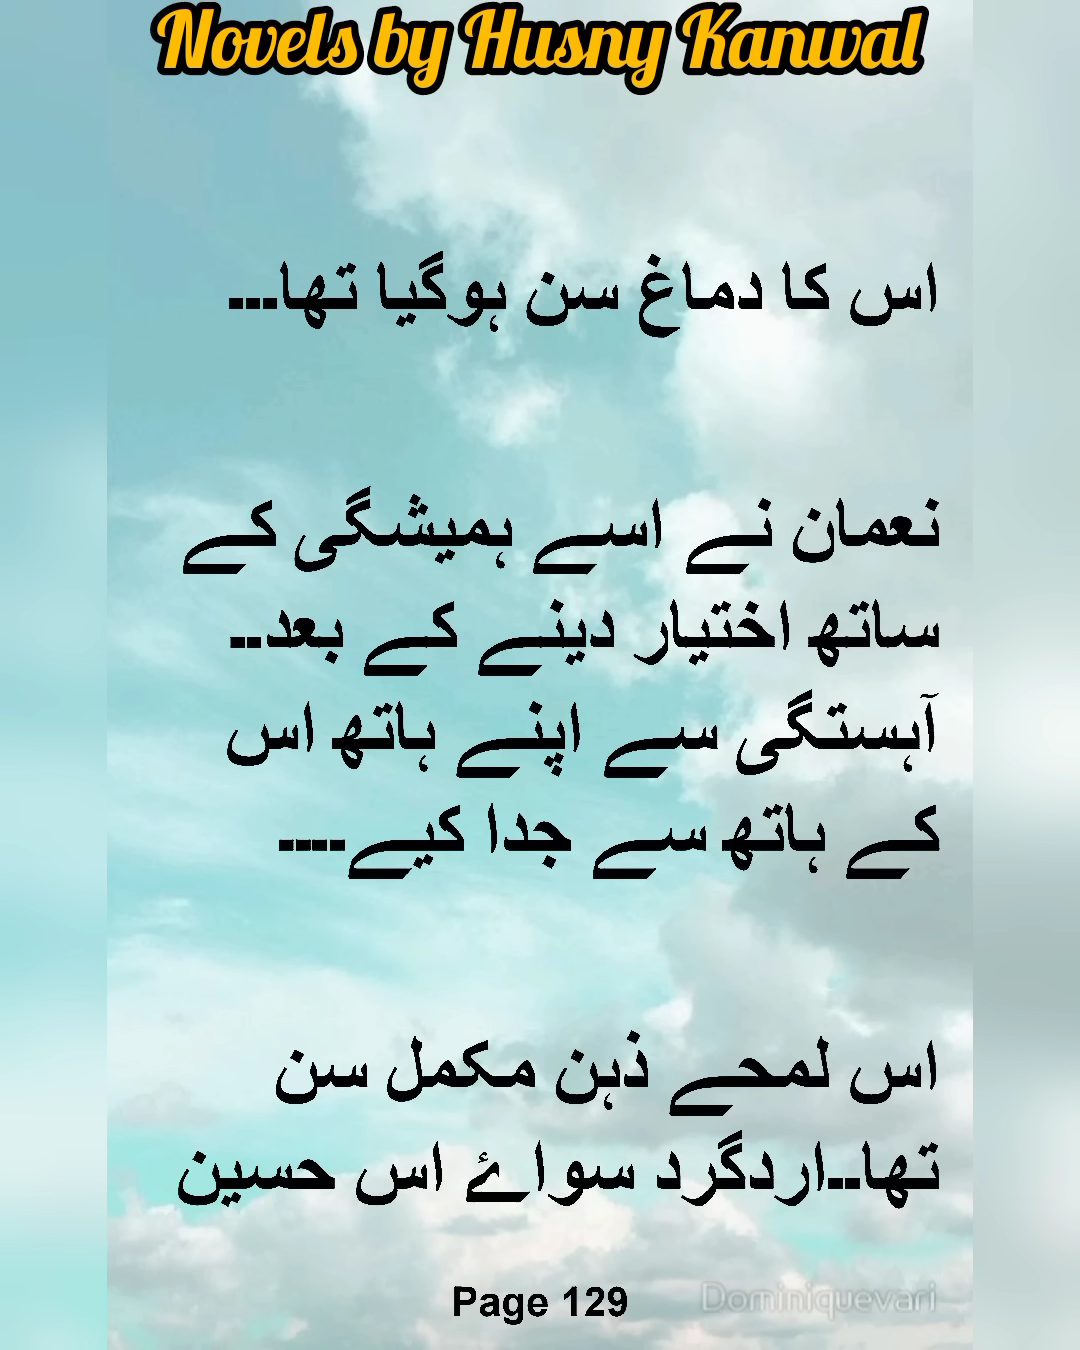 Novels by Husny Kanwal
اس کا دماغ سن ہوگیا تھا۔۔۔
نعمان نے اسے ہمیشگی کے
ساتھ اختیار دینے کے بعد۔۔
آہستگی سے اپنے ہاتھ اس
کے ہاتھ سے جدا کیے۔۔۔۔
اس لمحے ذہن مکمل سن
تھا۔۔اردگرد سواۓ اس حسین
Page 129
Dominiquevari